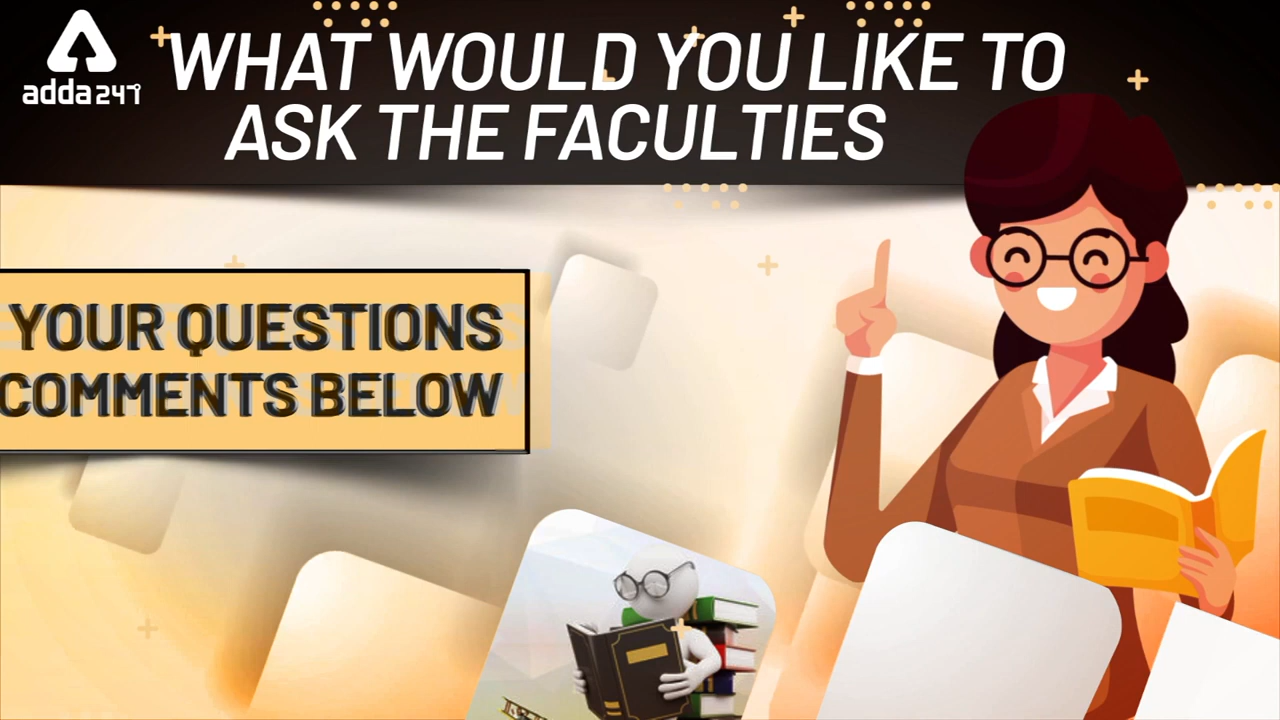 adda247
WHAT WOULD YOU LIKE TO
ASK THE FACULTIES
YOUR QUESTIONS
COMMENTS BELOW